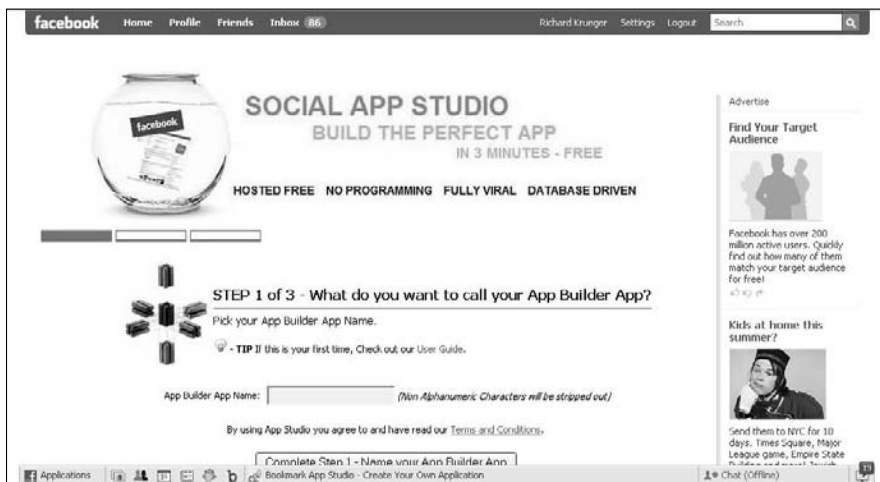 facebook Home Profile Friends Inbox 86 Richard Krueger Settings Logout Search
facebook
SOCIAL APP STUDIO
BUILD THE PERFECT APP
IN 3 MINUTES - FREE
HOSTED FREE NO PROGRAMMING FULLY VIRAL DATABASE DRIVEN
STEP 1 of 3 - What do you want to call your App Builder App?
Pick your App Builder App Name.
- TIP If this is your first time, Check out our User Guide.
App Builder App Name: (Non Alphanumeric Characters will be stripped out)
By using App Studio you agree to and have read our Terms and Conditions.
Complete Step 1 - Name your App Builder App
Advertise
Find Your Target
Audience
Facebook has over 200
million active users. Quickly
find out how many of them
match your target audience
for free!
Kids at home this
summer?
Send them to NYC for 10
days. Times Square, Major
League game, Empire State
Applications Bookmark App Studio - Create Your Own Application Chat (Offline) 19